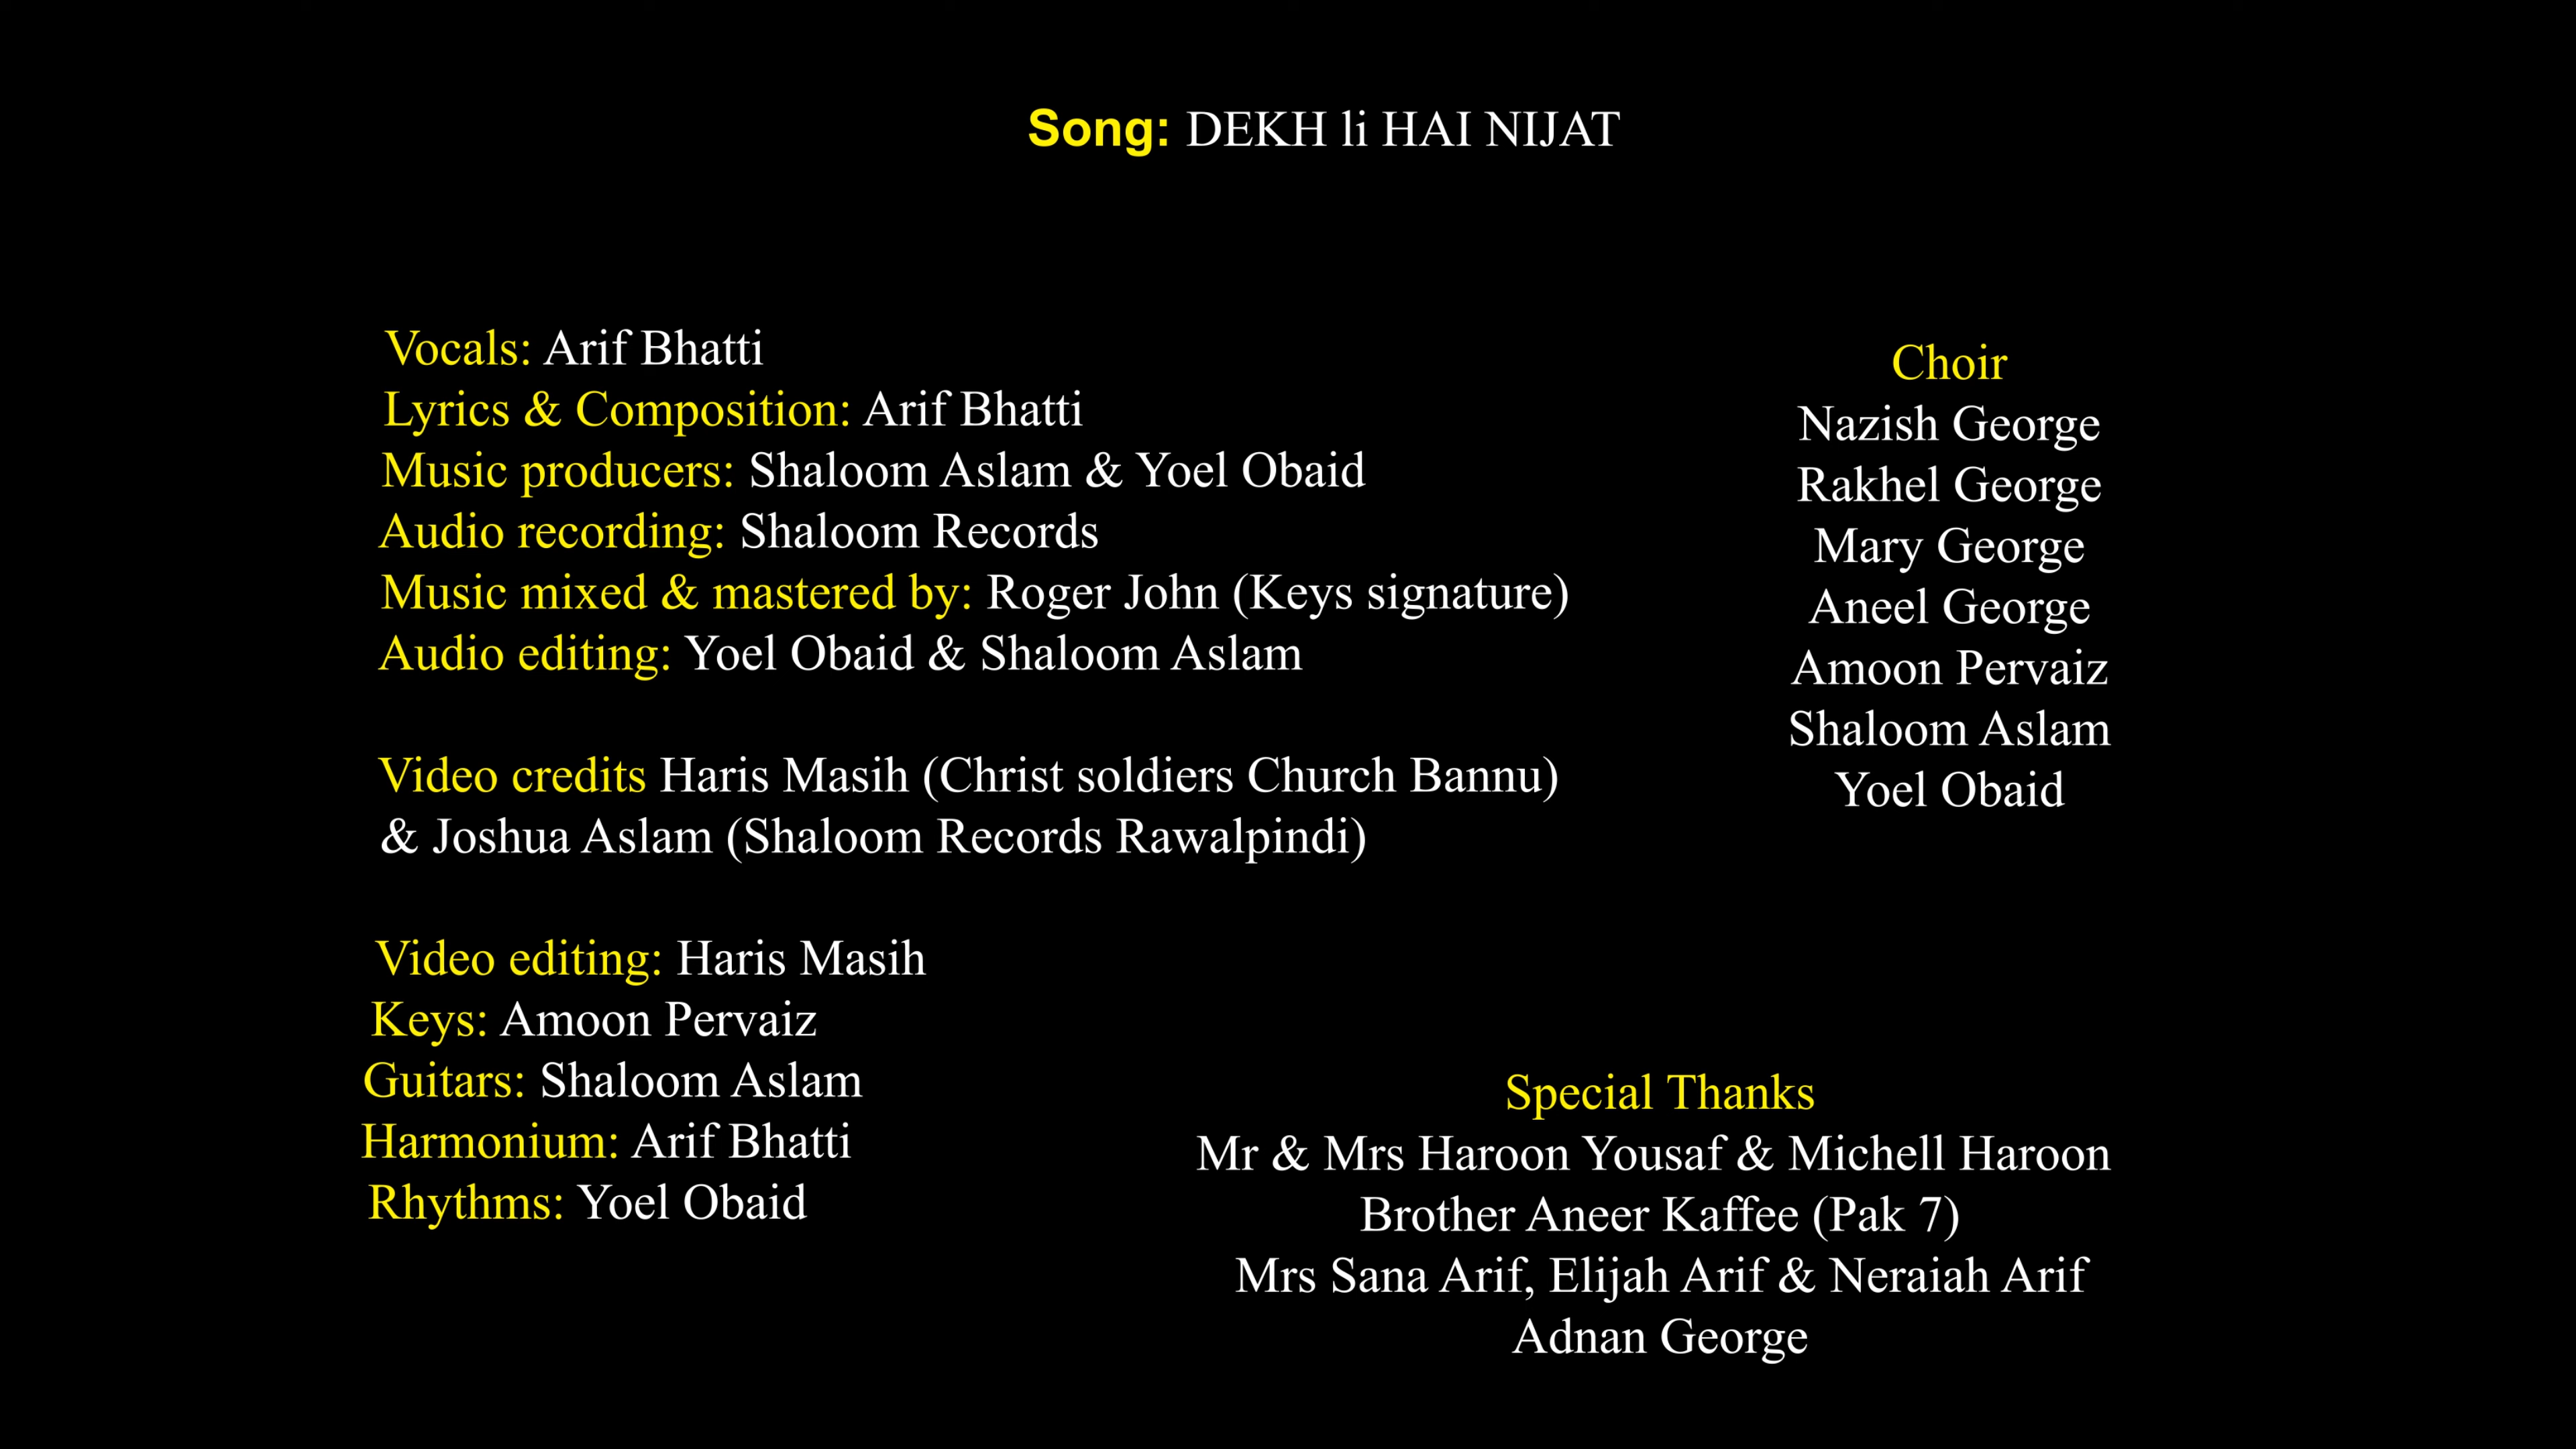 Song: DEKH li HAI NIJAT
Vocals: Arif Bhatti
Lyrics & Composition: Arif Bhatti
Music producers: Shaloom Aslam & Yoel Obaid
Audio recording: Shaloom Records
Music mixed & mastered by: Roger John (Keys signature)
Audio editing: Yoel Obaid & Shaloom Aslam
Video credits Haris Masih (Christ soldiers Church Bannu)
& Joshua Aslam (Shaloom Records Rawalpindi)
Video editing: Haris Masih
Keys: Amoon Pervaiz
Guitars: Shaloom Aslam
Harmonium: Arif Bhatti
Rhythms: Yoel Obaid
Choir
Nazish George
Rakhel George
Mary George
Aneel George
Amoon Pervaiz
Shaloom Aslam
Yoel Obaid
Special Thanks
Mr & Mrs Haroon Yousaf & Michell Haroon
Brother Aneer Kaffee (Pak 7)
Mrs Sana Arif, Elijah Arif & Neraiah Arif
Adnan George